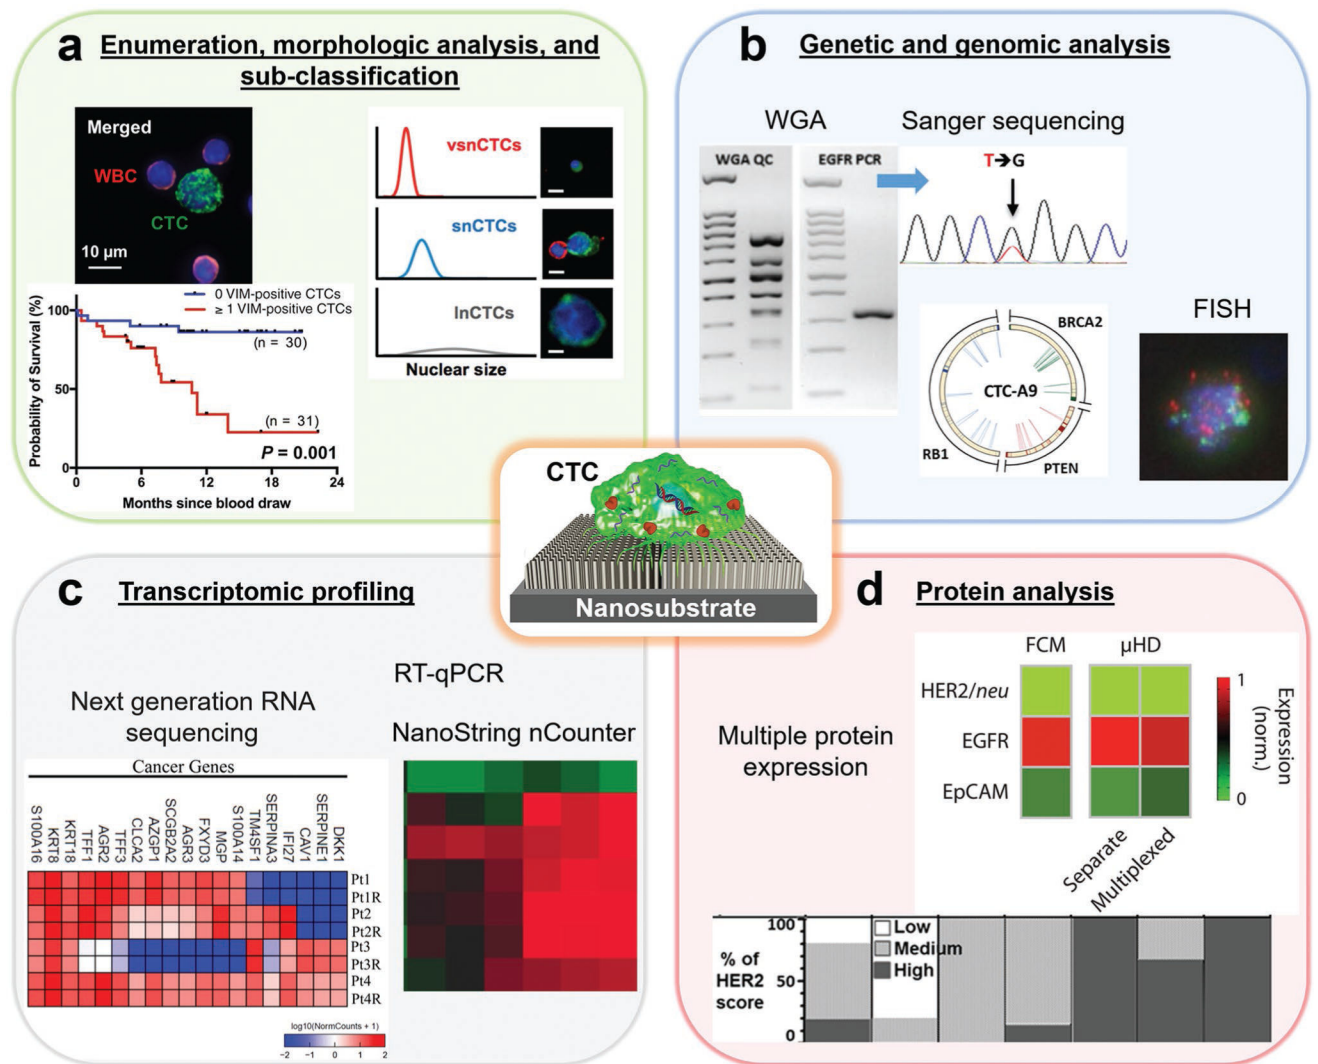 a Enumeration, morphologic analysis, and
sub-classification
Merged
WBC
CTC
10 µm
vsnCTCs
snCTCs
lnCTCs
Nuclear size
Probability of Survival (%)
100
50
0
0 VIM-positive CTCs
≥ 1 VIM-positive CTCs
(n = 30)
(n = 31)
P = 0.001
0 6 12 18 24
Months since blood draw
b Genetic and genomic analysis
WGA
Sanger sequencing
WGA QC
EGFR PCR
T→G
BRCA2
CTC-A9
RB1
PTEN
FISH
CTC
Nanosubstrate
c Transcriptomic profiling
RT-qPCR
Next generation RNA
sequencing
NanoString nCounter
Cancer Genes
S100A16
KRT8
KRT18
TFF1
AGR2
TFF3
CLCA2
AZGP1
SCGB2A2
AGR3
FXYD3
MGP
S100A14
TM4SF1
SERPINA3
IFI27
CAV1
SERPINE1
DKK1
Pt1
Pt1R
Pt2
Pt2R
Pt3
Pt3R
Pt4
Pt4R
log10(NormCounts + 1)
−2 −1 0 1 2
d Protein analysis
FCM
µHD
HER2/neu
EGFR
EpCAM
1
0
Expression
(norm.)
Separate
Multiplexed
Multiple protein
expression
% of
HER2
score
100
50
0
Low
Medium
High